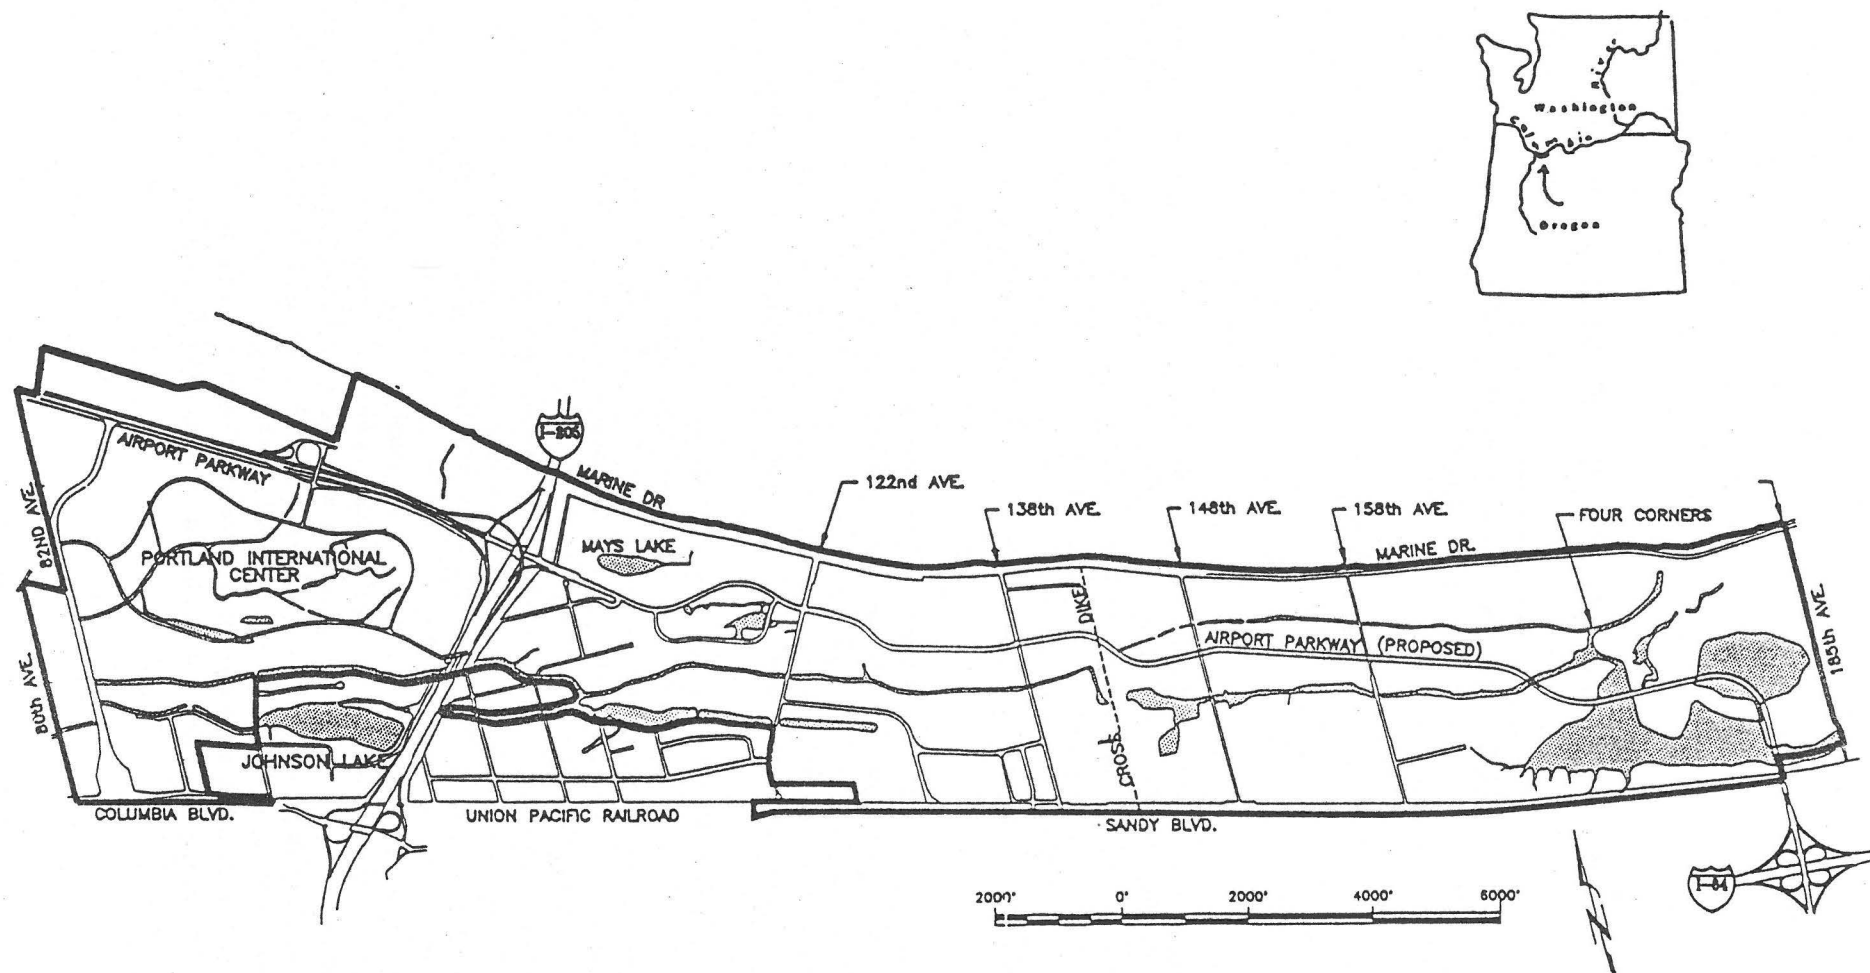 River
Washington
Columbia
Oregon
I-205
AIRPORT PARKWAY
MARINE DR
122nd AVE.
138th AVE.
148th AVE.
158th AVE.
FOUR CORNERS
82ND AVE.
PORTLAND INTERNATIONAL
CENTER
MAYS LAKE
MARINE DR.
DIKE
AIRPORT PARKWAY (PROPOSED)
185th AVE.
80th AVE.
JOHNSON LAKE
CROSS
COLUMBIA BLVD.
UNION PACIFIC RAILROAD
SANDY BLVD.
I-84
2000'
0'
2000'
4000'
6000'